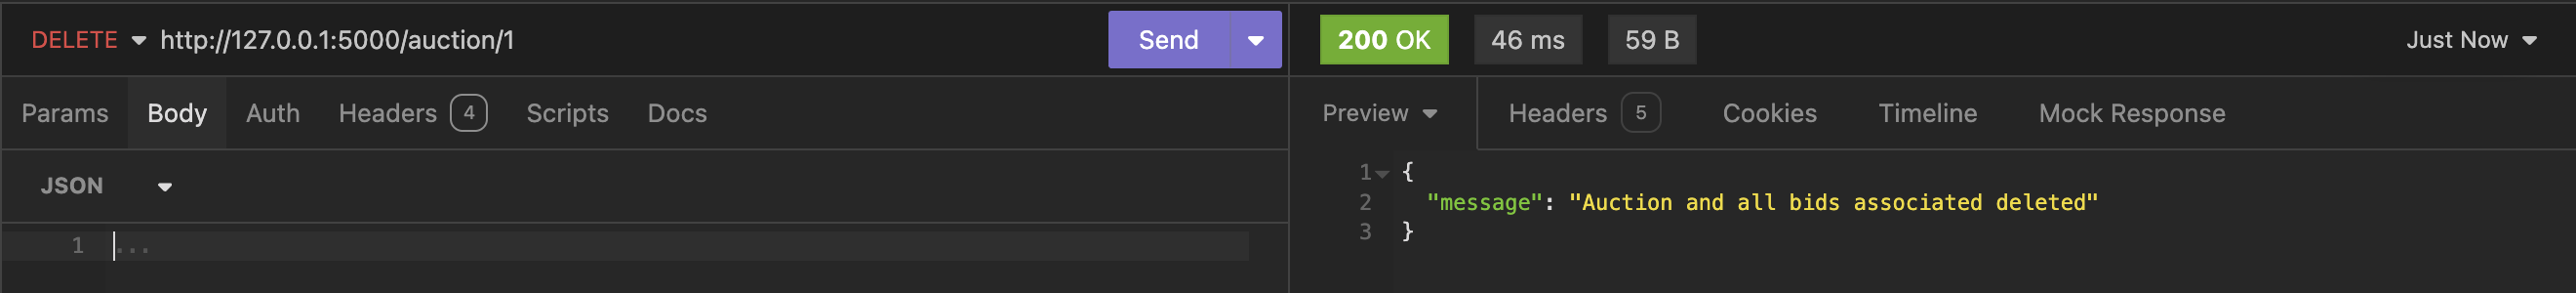 DELETE http://127.0.0.1:5000/auction/1 Send
200 OK 46 ms 59 B Just Now
Params Body Auth Headers 4 Scripts Docs
Preview Headers 5 Cookies Timeline Mock Response
JSON
1 ...
1 {
2 "message": "Auction and all bids associated deleted"
3 }